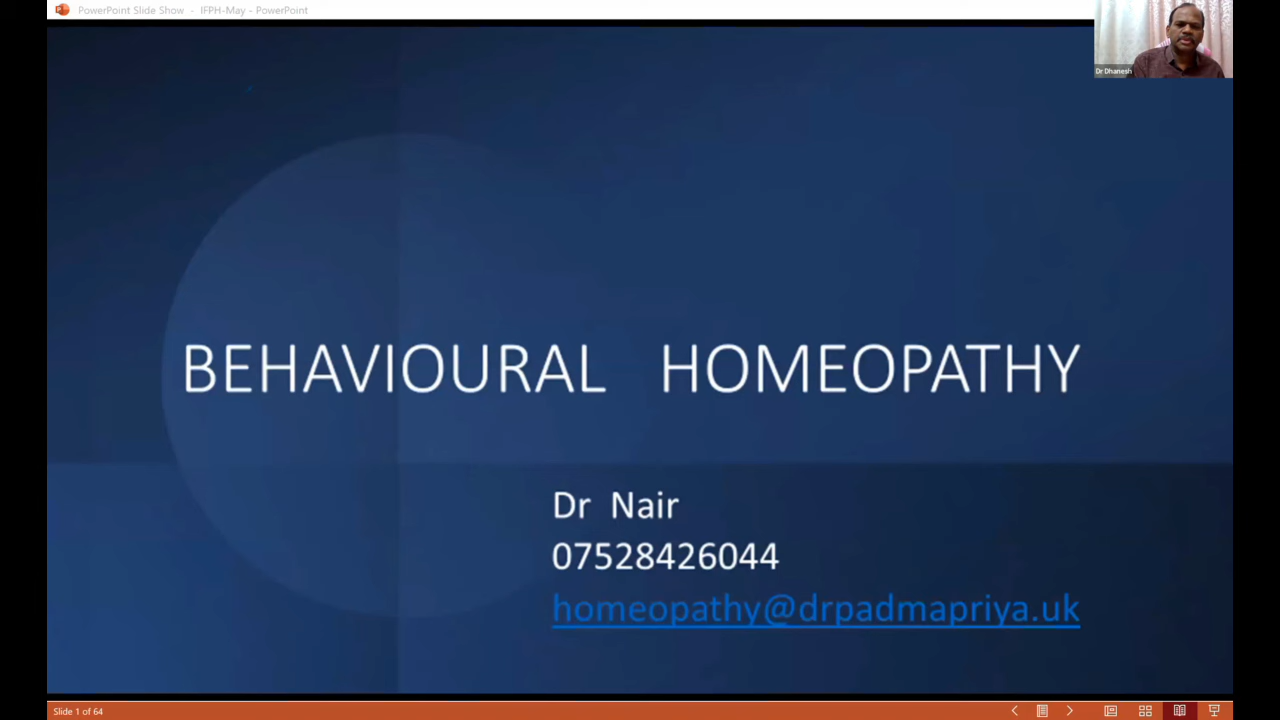 PowerPoint Slide Show - IFPH-May - PowerPoint
Dr Dhanesh
BEHAVIOURAL HOMEOPATHY
Dr Nair
07528426044
homeopathy@drpadmapriya.uk
Slide 1 of 64